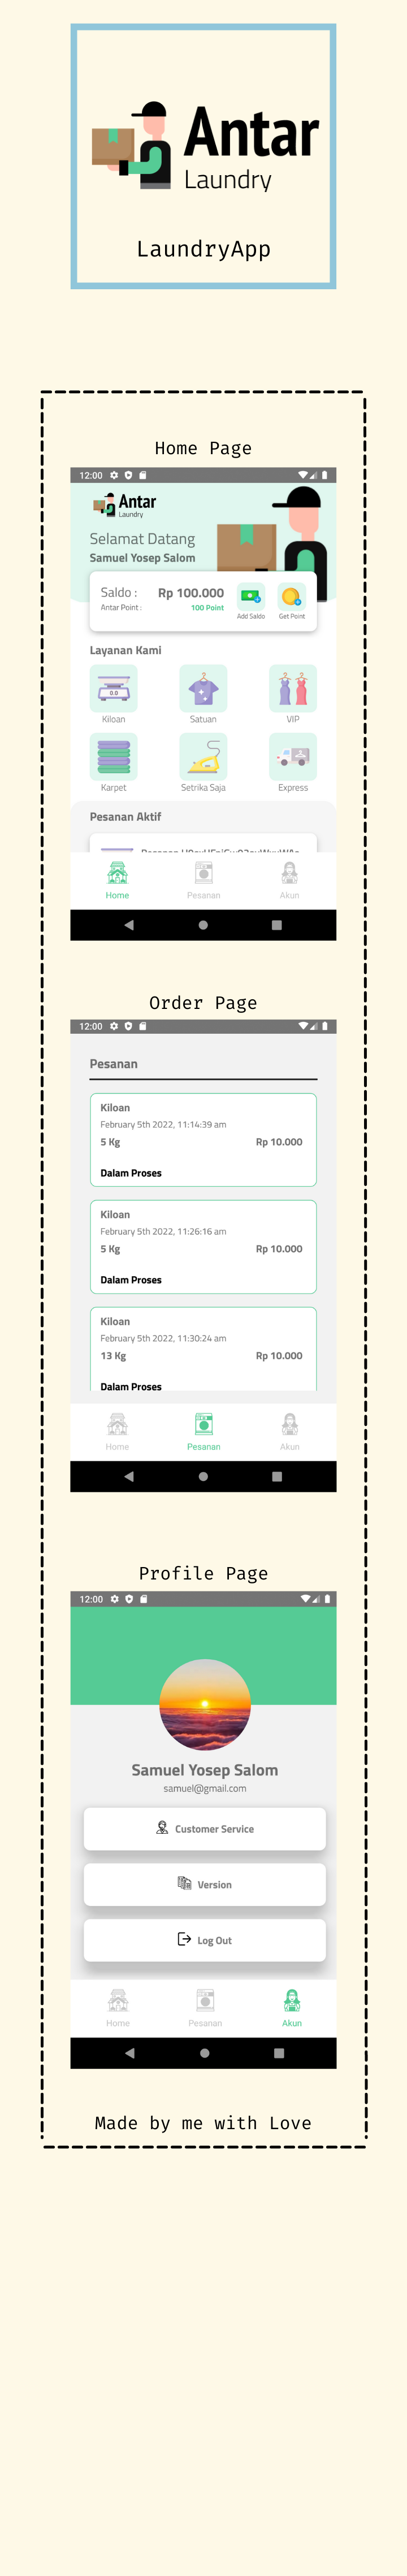 Antar
Laundry
LaundryApp
Home Page
12:00
Antar
Laundry
Selamat Datang
Samuel Yosep Salom
Saldo : Rp 100.000
Antar Point : 100 Point
Add Saldo Get Point
Layanan Kami
0.0
Kiloan Satuan VIP
Karpet Setrika Saja Express
Pesanan Aktif
Home Pesanan Akun
Order Page
12:00
Pesanan
Kiloan
February 5th 2022, 11:14:39 am
5 Kg Rp 10.000
Dalam Proses
Kiloan
February 5th 2022, 11:26:16 am
5 Kg Rp 10.000
Dalam Proses
Kiloan
February 5th 2022, 11:30:24 am
13 Kg Rp 10.000
Dalam Proses
Home Pesanan Akun
Profile Page
12:00
Samuel Yosep Salom
samuel@gmail.com
Customer Service
Version
Log Out
Home Pesanan Akun
Made by me with Love